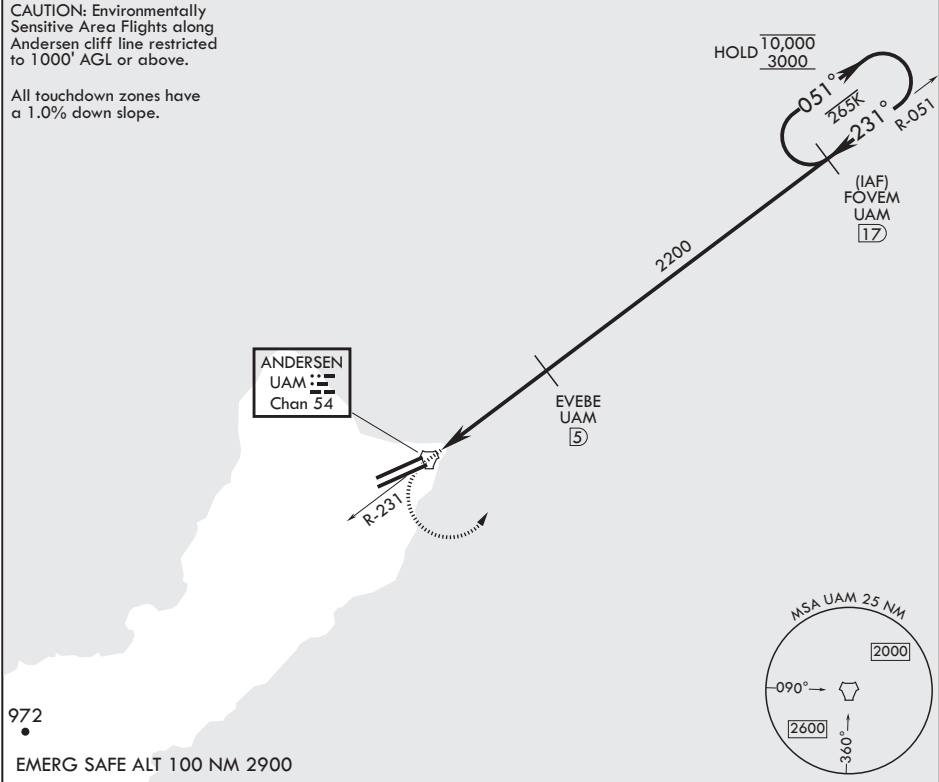 CAUTION: Environmentally
Sensitive Area Flights along
Andersen cliff line restricted
to 1000' AGL or above.
All touchdown zones have
a 1.0% down slope.
HOLD 10,000
3000
051°
265K
231°
R-051
(IAF)
FOVEM
UAM
17
2200
ANDERSEN
UAM
Chan 54
EVEBE
UAM
5
R-231
MSA UAM 25 NM
2000
090°
2600
360°
972
EMERG SAFE ALT 100 NM 2900